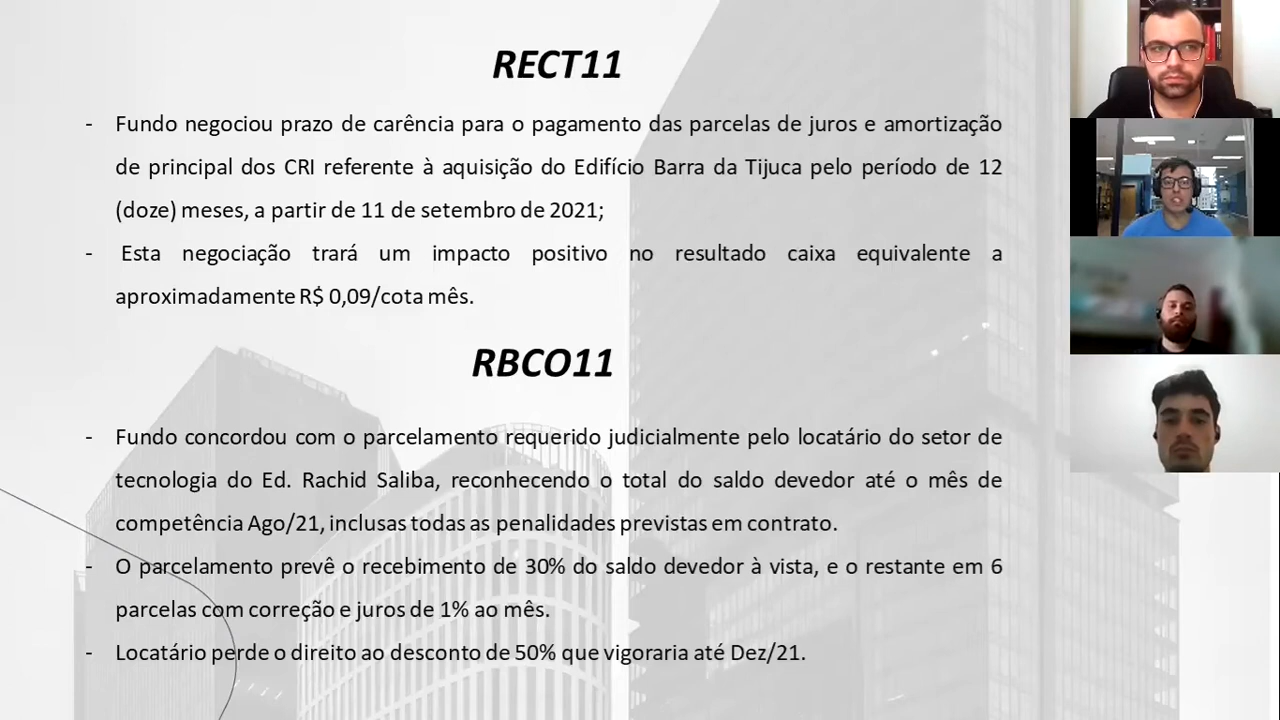 RECT11
- Fundo negociou prazo de carência para o pagamento das parcelas de juros e amortização
de principal dos CRI referente à aquisição do Edifício Barra da Tijuca pelo período de 12
(doze) meses, a partir de 11 de setembro de 2021;
- Esta negociação trará um impacto positivo no resultado caixa equivalente a
aproximadamente R$ 0,09/cota mês.
RBCO11
- Fundo concordou com o parcelamento requerido judicialmente pelo locatário do setor de
tecnologia do Ed. Rachid Saliba, reconhecendo o total do saldo devedor até o mês de
competência Ago/21, inclusas todas as penalidades previstas em contrato.
- O parcelamento prevê o recebimento de 30% do saldo devedor à vista, e o restante em 6
parcelas com correção e juros de 1% ao mês.
- Locatário perde o direito ao desconto de 50% que vigoraria até Dez/21.